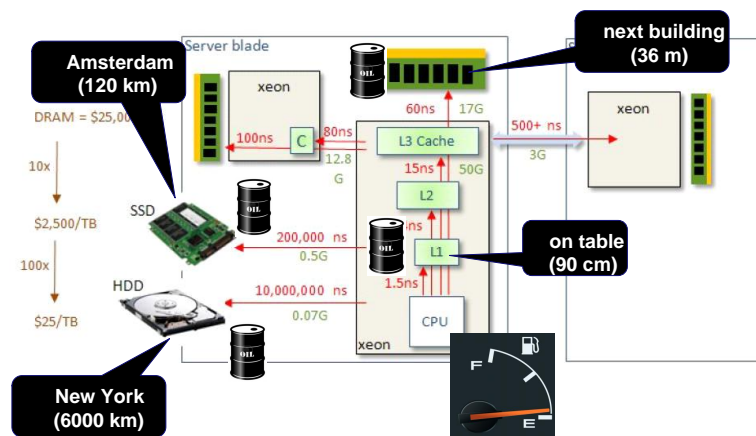 Server blade
Amsterdam
(120 km)
next building
(36 m)
OIL
xeon
xeon
DRAM = $25,00
10x
$2,500/TB
100x
$25/TB
60ns
17G
500+ ns
3G
80ns
100ns
C
12.8
G
L3 Cache
15ns
50G
L2
L1
1.5ns
CPU
xeon
on table
(90 cm)
SSD
OIL
OIL
200,000 ns
0.5G
HDD
10,000,000 ns
0.07G
OIL
New York
(6000 km)
F
E